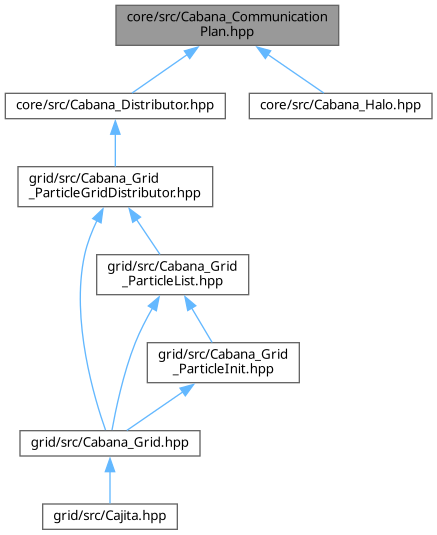 core/src/Cabana_Communication
Plan.hpp
core/src/Cabana_Distributor.hpp
core/src/Cabana_Halo.hpp
grid/src/Cabana_Grid
_ParticleGridDistributor.hpp
grid/src/Cabana_Grid
_ParticleList.hpp
grid/src/Cabana_Grid
_ParticleInit.hpp
grid/src/Cabana_Grid.hpp
grid/src/Cajita.hpp